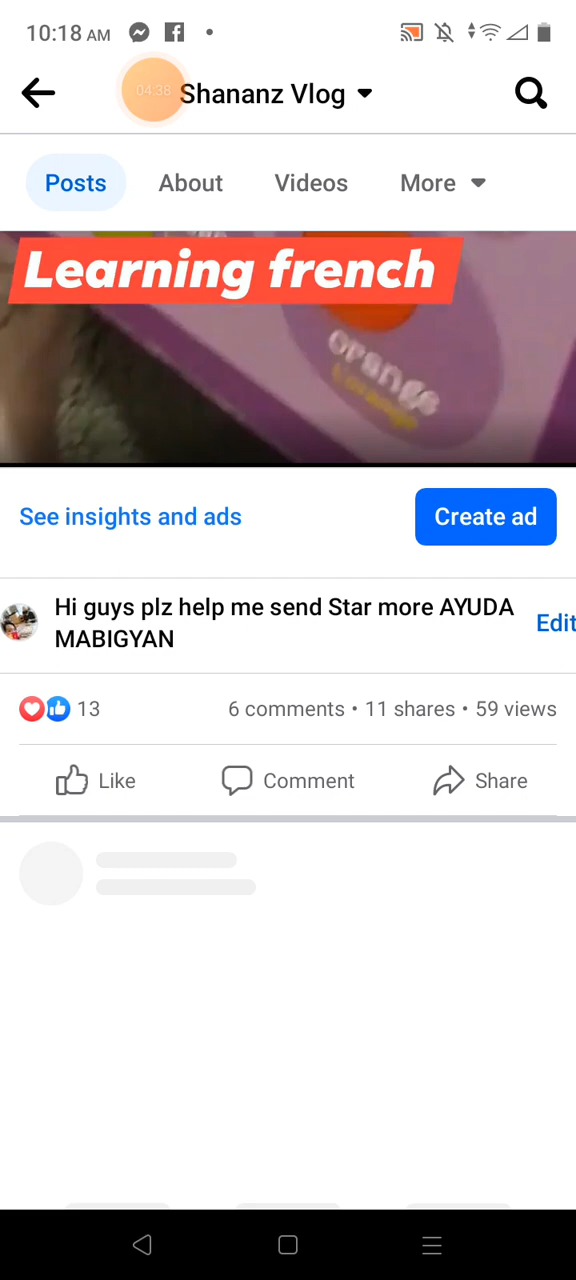 10:18 AM
04:38
Shananz Vlog
Posts
About
Videos
More
Learning french
orange
See insights and ads
Create ad
Hi guys plz help me send Star more AYUDA
MABIGYAN
Edit
13
6 comments • 11 shares • 59 views
Like
Comment
Share